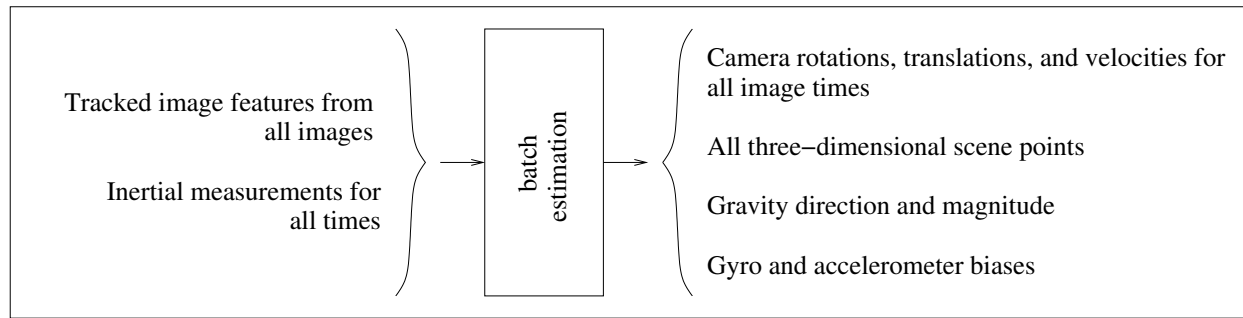 Tracked image features from
all images
Inertial measurements for
all times
batch
estimation
Camera rotations, translations, and velocities for
all image times
All three−dimensional scene points
Gravity direction and magnitude
Gyro and accelerometer biases